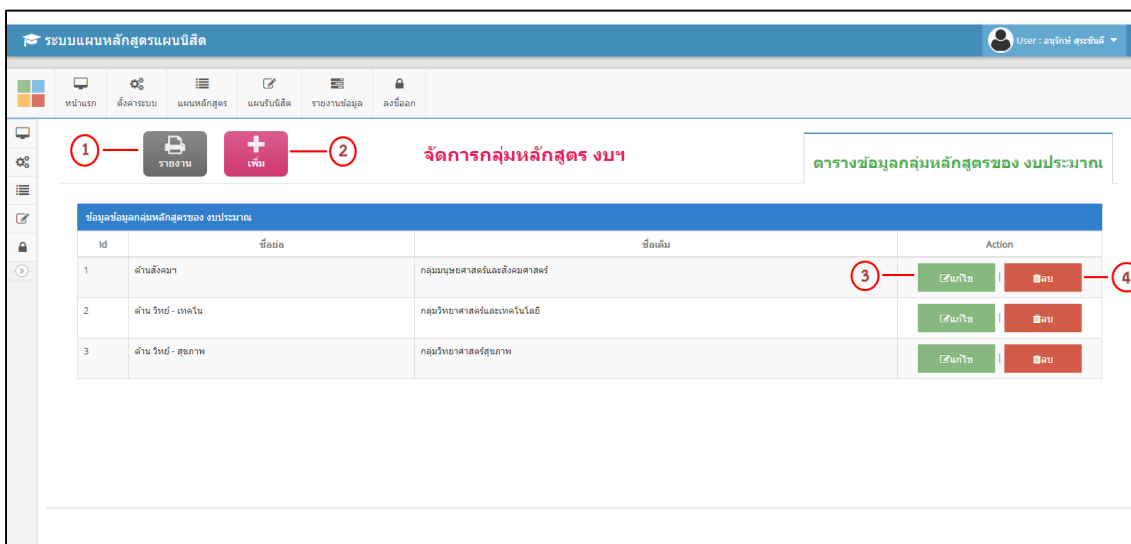 ระบบแผนหลักสูตรแผนนิสิต
User : อนุรักษ์ สุระขันตี
หน้าแรก ตั้งค่าระบบ แผนหลักสูตร แผนรับนิสิต รายงานข้อมูล ลงชื่อออก
1 รายงาน เพิ่ม 2 จัดการกลุ่มหลักสูตร งบฯ ตารางข้อมูลกลุ่มหลักสูตรของ งบประมาณ
ข้อมูลข้อมูลกลุ่มหลักสูตรของ งบประมาณ
Id ชื่อย่อ ชื่อเต็ม Action
1 ด้านสังคมฯ กลุ่มมนุษยศาสตร์และสังคมศาสตร์ 3 แก้ไข | ลบ 4
2 ด้าน วิทย์ - เทคโน กลุ่มวิทยาศาสตร์และเทคโนโลยี แก้ไข | ลบ
3 ด้าน วิทย์ - สุขภาพ กลุ่มวิทยาศาสตร์สุขภาพ แก้ไข | ลบ